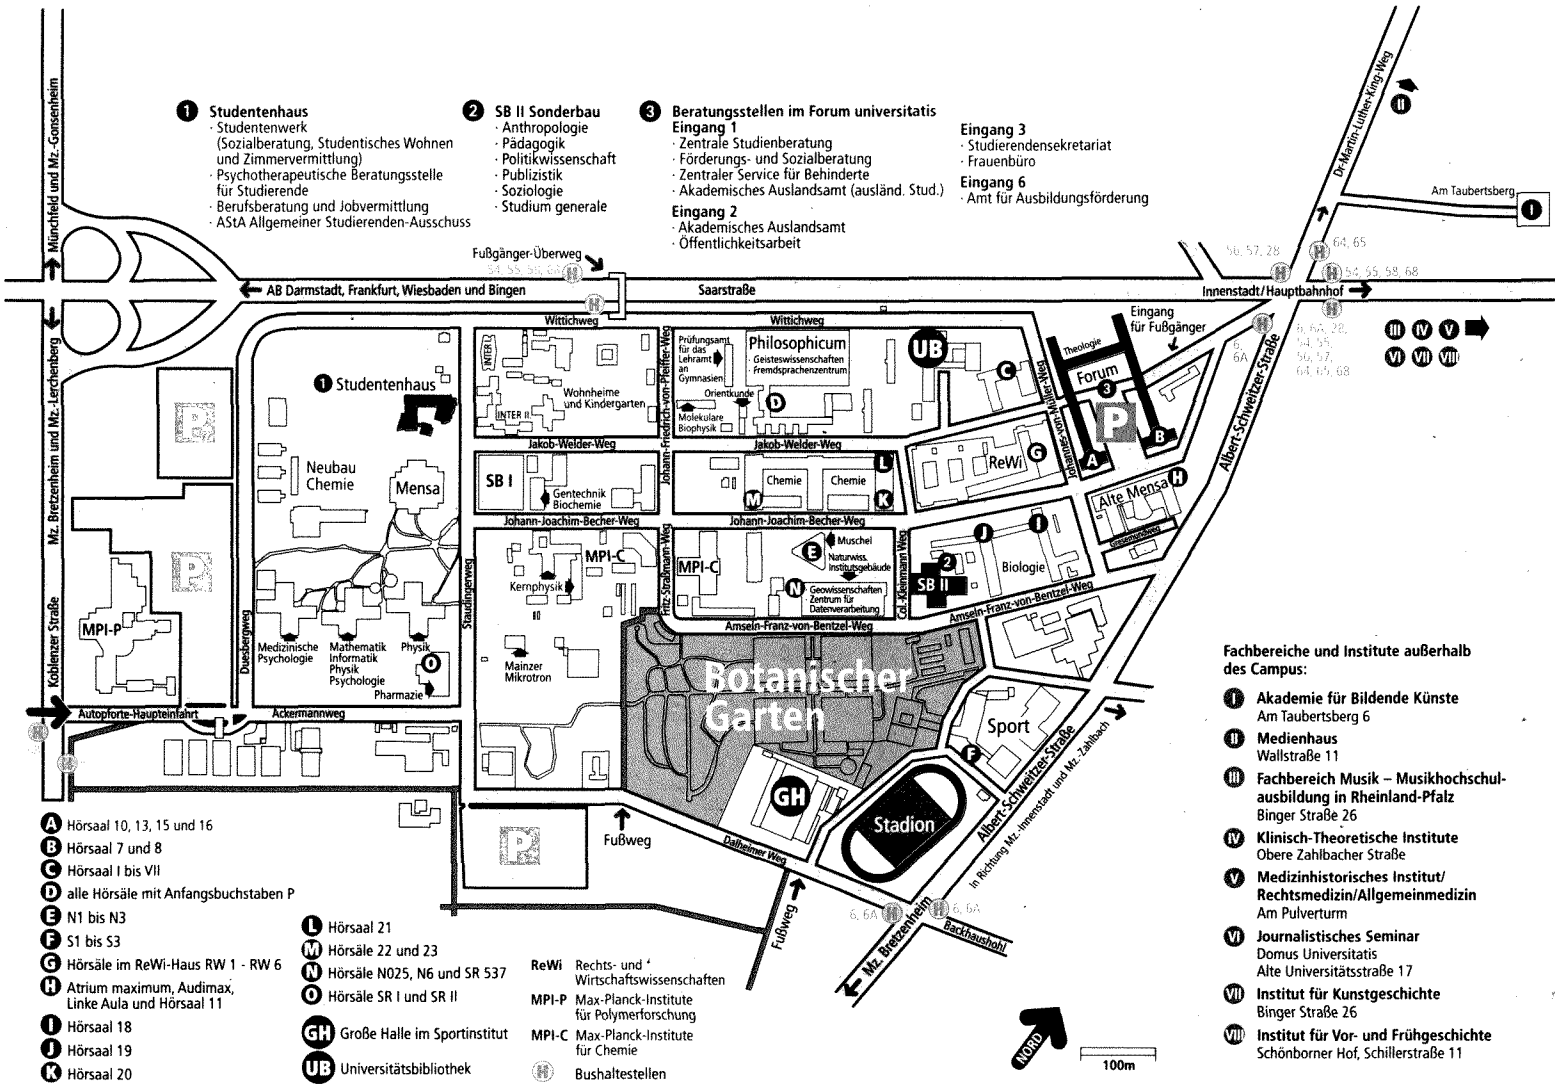 1 Studentenhaus
· Studentenwerk
(Sozialberatung, Studentisches Wohnen
und Zimmervermittlung)
· Psychotherapeutische Beratungsstelle
für Studierende
· Berufsberatung und Jobvermittlung
· AStA Allgemeiner Studierenden-Ausschuss
2 SB II Sonderbau
· Anthropologie
· Pädagogik
· Politikwissenschaft
· Publizistik
· Soziologie
· Studium generale
3 Beratungsstellen im Forum universitatis
Eingang 1
· Zentrale Studienberatung
· Förderungs- und Sozialberatung
· Zentraler Service für Behinderte
· Akademisches Auslandsamt (ausländ. Stud.)
Eingang 2
· Akademisches Auslandsamt
· Öffentlichkeitsarbeit
Eingang 3
· Studierendensekretariat
· Frauenbüro
Eingang 6
· Amt für Ausbildungsförderung
Münchfeld und Mz.-Gonsenheim
Mz. Bretzenheim und Mz.-Lerchenberg
Koblenzer Straße
Dr.-Martin-Luther-King-Weg
II
Am Taubertsberg
I
Fußgänger-Überweg
H
H
AB Darmstadt, Frankfurt, Wiesbaden und Bingen
Saarstraße
Innenstadt/Hauptbahnhof
56, 57, 28
H
H
64, 65
H
54, 55, 58, 68
H
H
6,
6A
6, 6A, 28,
54, 55,
56, 57,
64, 65, 68
III IV V
VI VII VIII
Eingang
für Fußgänger
Wittichweg
Wittichweg
INTER I
INTER II
Wohnheime
und Kindergarten
Johann-Friedrich-von-Pfeiffer-Weg
Prüfungsamt
für das
Lehramt
an
Gymnasien
Philosophicum
· Geisteswissenschaften
· Fremdsprachenzentrum
Orientkunde
D
Molekulare
Biophysik
UB
C
Johannes-von-Müller-Weg
Theologie
Forum
3
P
A
B
Albert-Schweitzer-Straße
1 Studentenhaus
P
Neubau
Chemie
Mensa
Jakob-Welder-Weg
Jakob-Welder-Weg
SB I
Gentechnik
Biochemie
Chemie
Chemie
L
M
K
ReWi
G
Alte Mensa
H
Johann-Joachim-Becher-Weg
Johann-Joachim-Becher-Weg
P
MPI-C
Kernphysik
Fritz-Straßmann-Weg
MPI-C
E
Muschel
Naturwiss.
Institutsgebäude
N
Geowissenschaften
· Zentrum für
Datenverarbeitung
Col.-Kleinmann Weg
2
SB II
J
I
Biologie
Amseln-Franz-von-Bentzel-Weg
Amseln-Franz-von-Bentzel-Weg
MPI-P
Duesbergweg
Staudingerweg
Medizinische
Psychologie
Mathematik
Informatik
Physik
Psychologie
Physik
O
Pharmazie
Mainzer
Mikrotron
Botanischer
Garten
Autopforte-Haupteinfahrt
Ackermannweg
H
H
Sport
F
GH
Stadion
Albert-Schweitzer-Straße
In Richtung Mz.-Innenstadt und Mz.-Zahlbach
P
Fußweg
Dalheimer Weg
Fußweg
6, 6A
H
H
6, 6A
Backhaushohl
Mz. Bretzenheim
A Hörsaal 10, 13, 15 und 16
B Hörsaal 7 und 8
C Hörsaal I bis VII
D alle Hörsäle mit Anfangsbuchstaben P
E N1 bis N3
F S1 bis S3
G Hörsäle im ReWi-Haus RW 1 - RW 6
H Atrium maximum, Audimax,
Linke Aula und Hörsaal 11
I Hörsaal 18
J Hörsaal 19
K Hörsaal 20
L Hörsaal 21
M Hörsäle 22 und 23
N Hörsäle N025, N6 und SR 537
O Hörsäle SR I und SR II
GH Große Halle im Sportinstitut
UB Universitätsbibliothek
ReWi Rechts- und
Wirtschaftswissenschaften
MPI-P Max-Planck-Institute
für Polymerforschung
MPI-C Max-Planck-Institute
für Chemie
H Bushaltestellen
NORD
100m
Fachbereiche und Institute außerhalb
des Campus:
I Akademie für Bildende Künste
Am Taubertsberg 6
II Medienhaus
Wallstraße 11
III Fachbereich Musik – Musikhochschul-
ausbildung in Rheinland-Pfalz
Binger Straße 26
IV Klinisch-Theoretische Institute
Obere Zahlbacher Straße
V Medizinhistorisches Institut/
Rechtsmedizin/Allgemeinmedizin
Am Pulverturm
VI Journalistisches Seminar
Domus Universitatis
Alte Universitätsstraße 17
VII Institut für Kunstgeschichte
Binger Straße 26
VIII Institut für Vor- und Frühgeschichte
Schönborner Hof, Schillerstraße 11